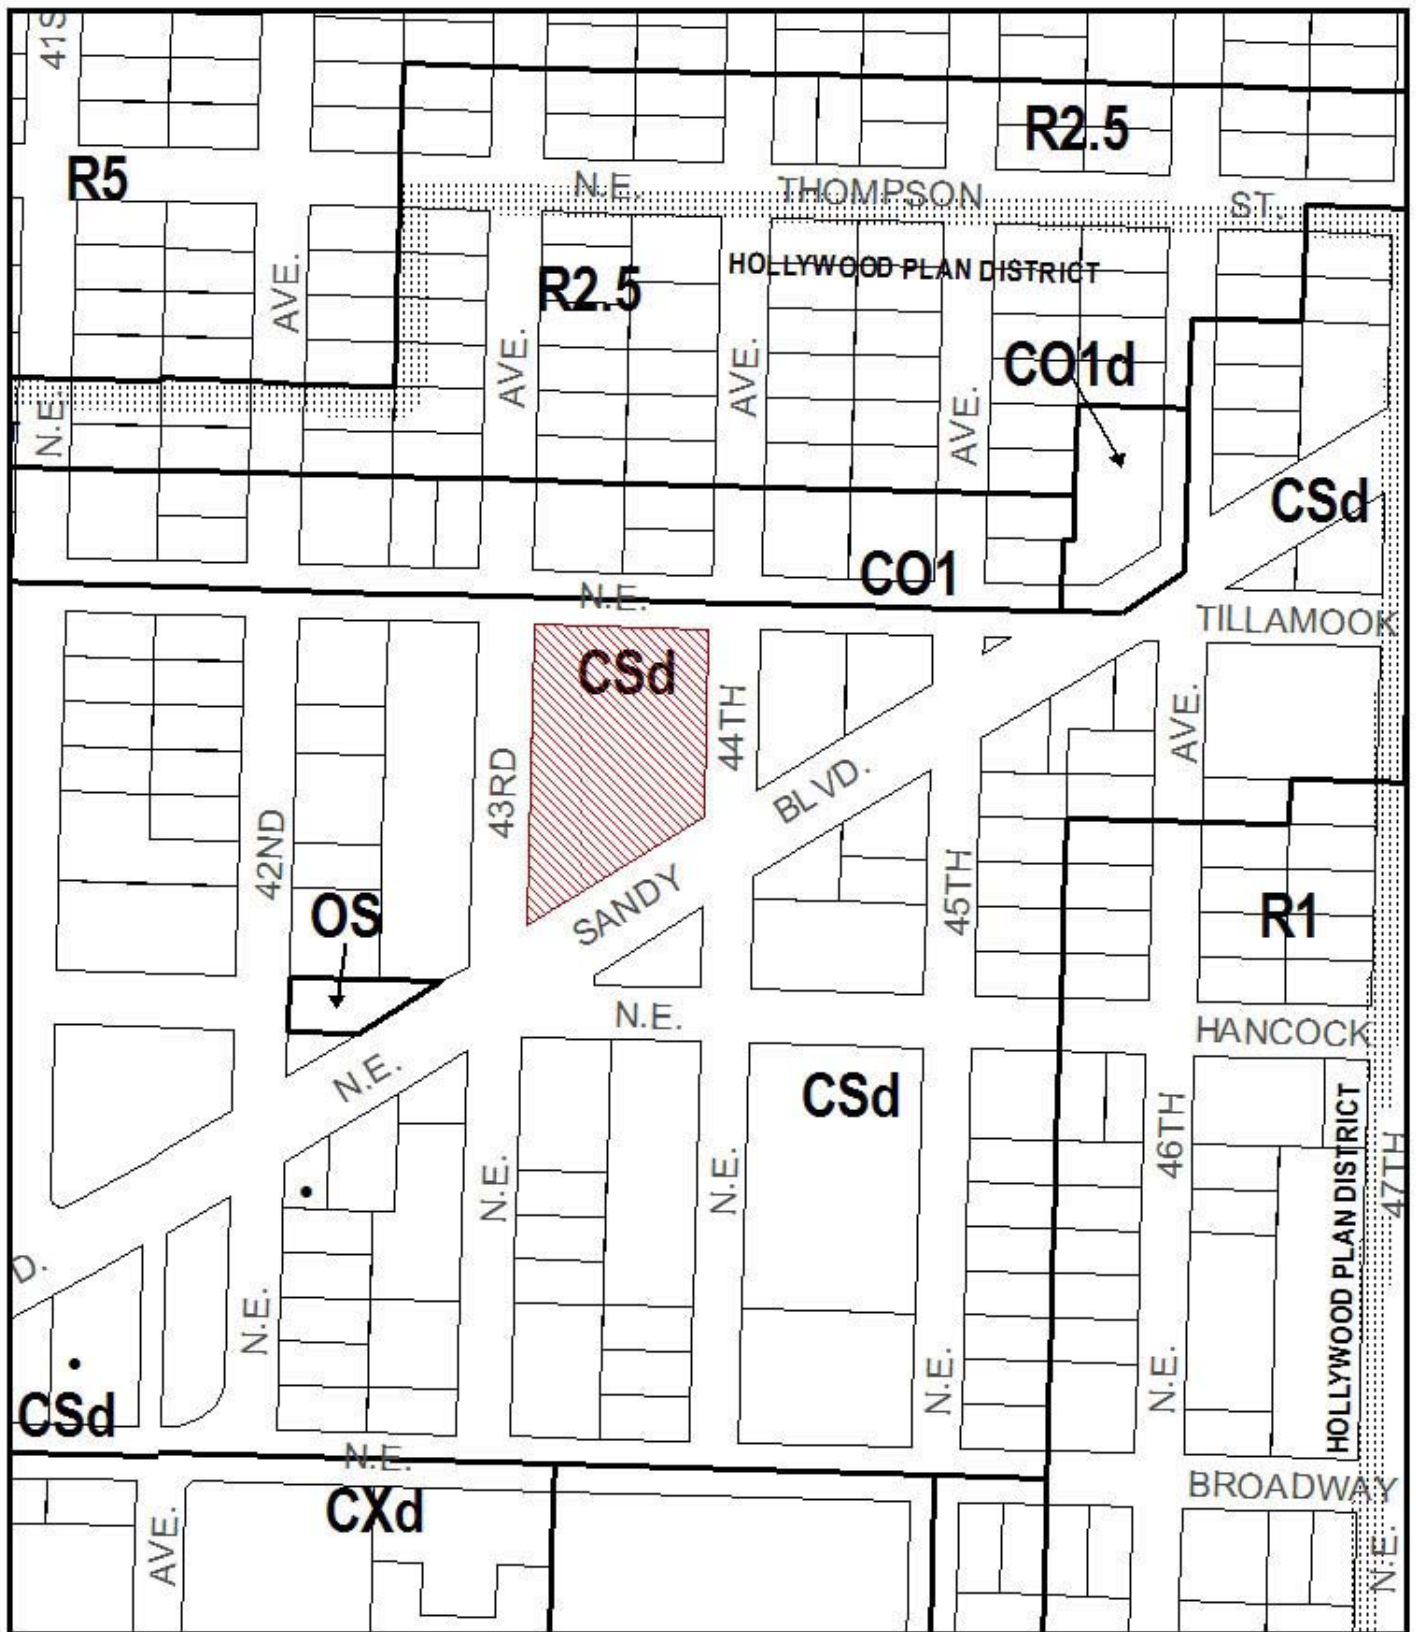 41S
R2.5
R5
N.E. THOMPSON ST.
HOLLYWOOD PLAN DISTRICT
R2.5
AVE.
CO1d
AVE.
AVE.
AVE.
N.E.
CSd
CO1
N.E.
TILLAMOOK
CSd
44TH
AVE.
43RD
BLVD.
42ND
45TH
SANDY
OS
R1
N.E.
HANCOCK
N.E.
CSd
46TH
HOLLYWOOD PLAN DISTRICT
47TH
N.E.
N.E.
D.
N.E.
N.E.
N.E.
CSd
N.E.
BROADWAY
CXd
AVE.
N.E.